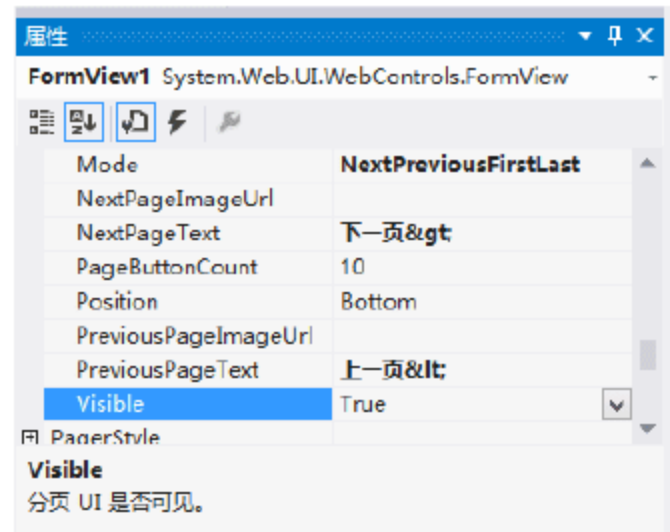 属性
FormView1 System.Web.UI.WebControls.FormView
Mode NextPreviousFirstLast
NextPageImageUrl
NextPageText 下一页&gt;
PageButtonCount 10
Position Bottom
PreviousPageImageUrl
PreviousPageText 上一页&lt;
Visible True
PagerStyle
Visible
分页 UI 是否可见。